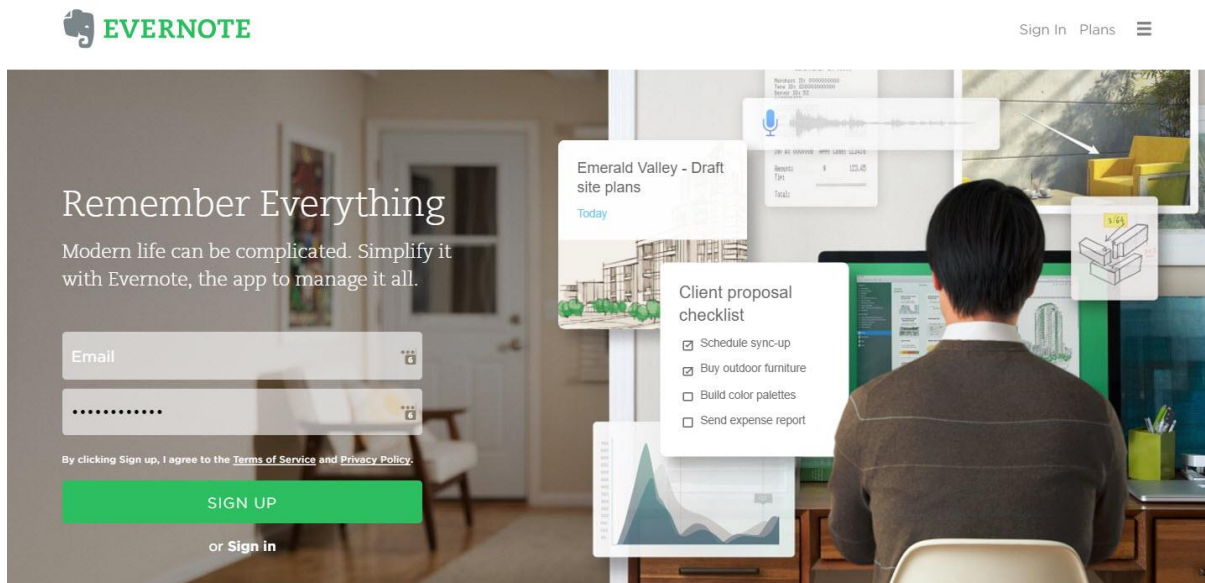 EVERNOTE
Sign In Plans
Remember Everything
Modern life can be complicated. Simplify it
with Evernote, the app to manage it all.
Email
••••••••••••
By clicking Sign up, I agree to the Terms of Service and Privacy Policy.
SIGN UP
or Sign in
Emerald Valley - Draft
site plans
Today
Client proposal
checklist
Schedule sync-up
Buy outdoor furniture
Build color palettes
Send expense report
123.45